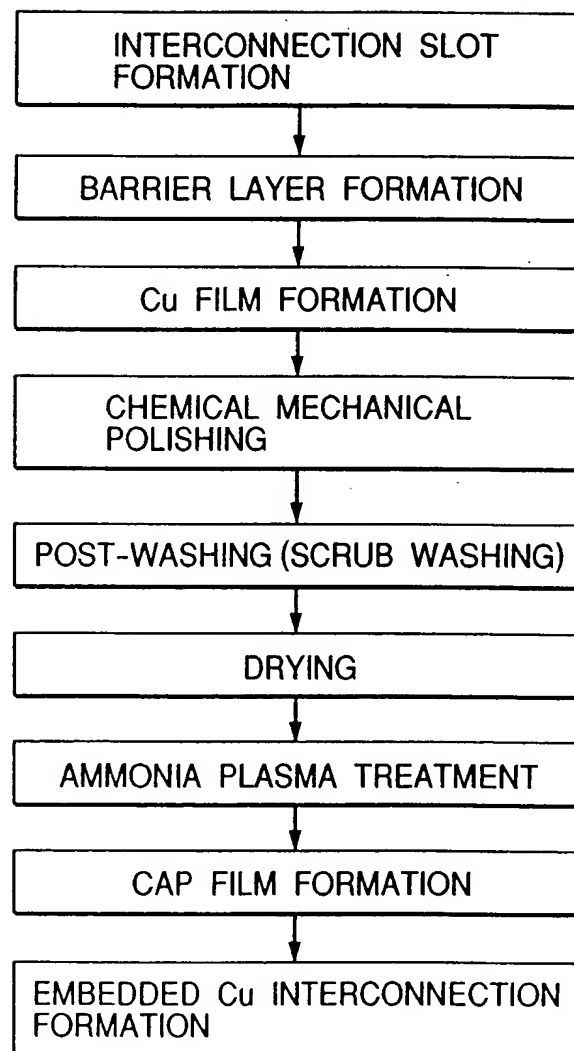 INTERCONNECTION SLOT
FORMATION
BARRIER LAYER FORMATION
Cu FILM FORMATION
CHEMICAL MECHANICAL
POLISHING
POST-WASHING (SCRUB WASHING)
DRYING
AMMONIA PLASMA TREATMENT
CAP FILM FORMATION
EMBEDDED Cu INTERCONNECTION
FORMATION